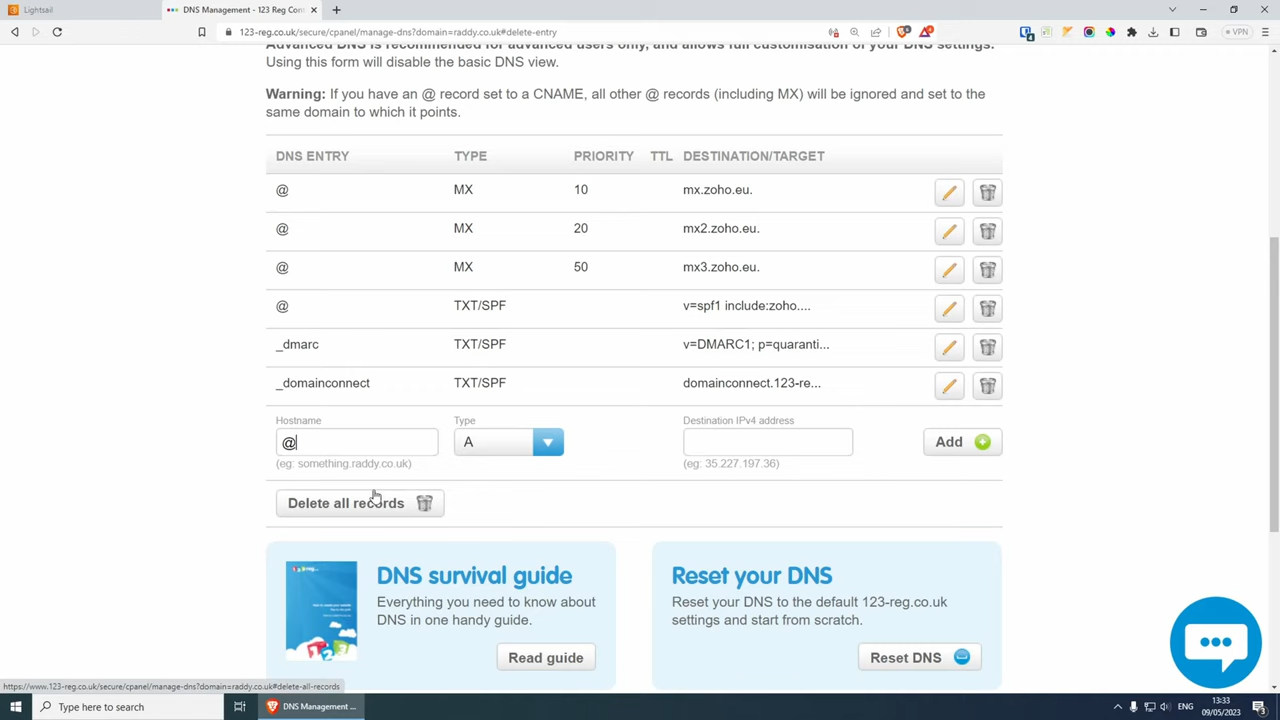 Lightsail
DNS Management - 123 Reg Con
123-reg.co.uk/secure/cpanel/manage-dns?domain=raddy.co.uk#delete-entry
VPN
Advanced DNS is recommended for advanced users only, and allows full customisation of your DNS settings.
Using this form will disable the basic DNS view.
Warning: If you have an @ record set to a CNAME, all other @ records (including MX) will be ignored and set to the
same domain to which it points.
DNS ENTRY TYPE PRIORITY TTL DESTINATION/TARGET
@ MX 10 mx.zoho.eu.
@ MX 20 mx2.zoho.eu.
@ MX 50 mx3.zoho.eu.
@ TXT/SPF v=spf1 include:zoho....
_dmarc TXT/SPF v=DMARC1; p=quaranti...
_domainconnect TXT/SPF domainconnect.123-re...
Hostname Type Destination IPv4 address
@ A Add
(eg: something.raddy.co.uk) (eg: 35.227.197.36)
Delete all records
DNS survival guide
Everything you need to know about
DNS in one handy guide.
Read guide
Reset your DNS
Reset your DNS to the default 123-reg.co.uk
settings and start from scratch.
Reset DNS
https://www.123-reg.co.uk/secure/cpanel/manage-dns?domain=raddy.co.uk#delete-all-records
Type here to search
DNS Management ...
ENG
13:33
09/05/2023